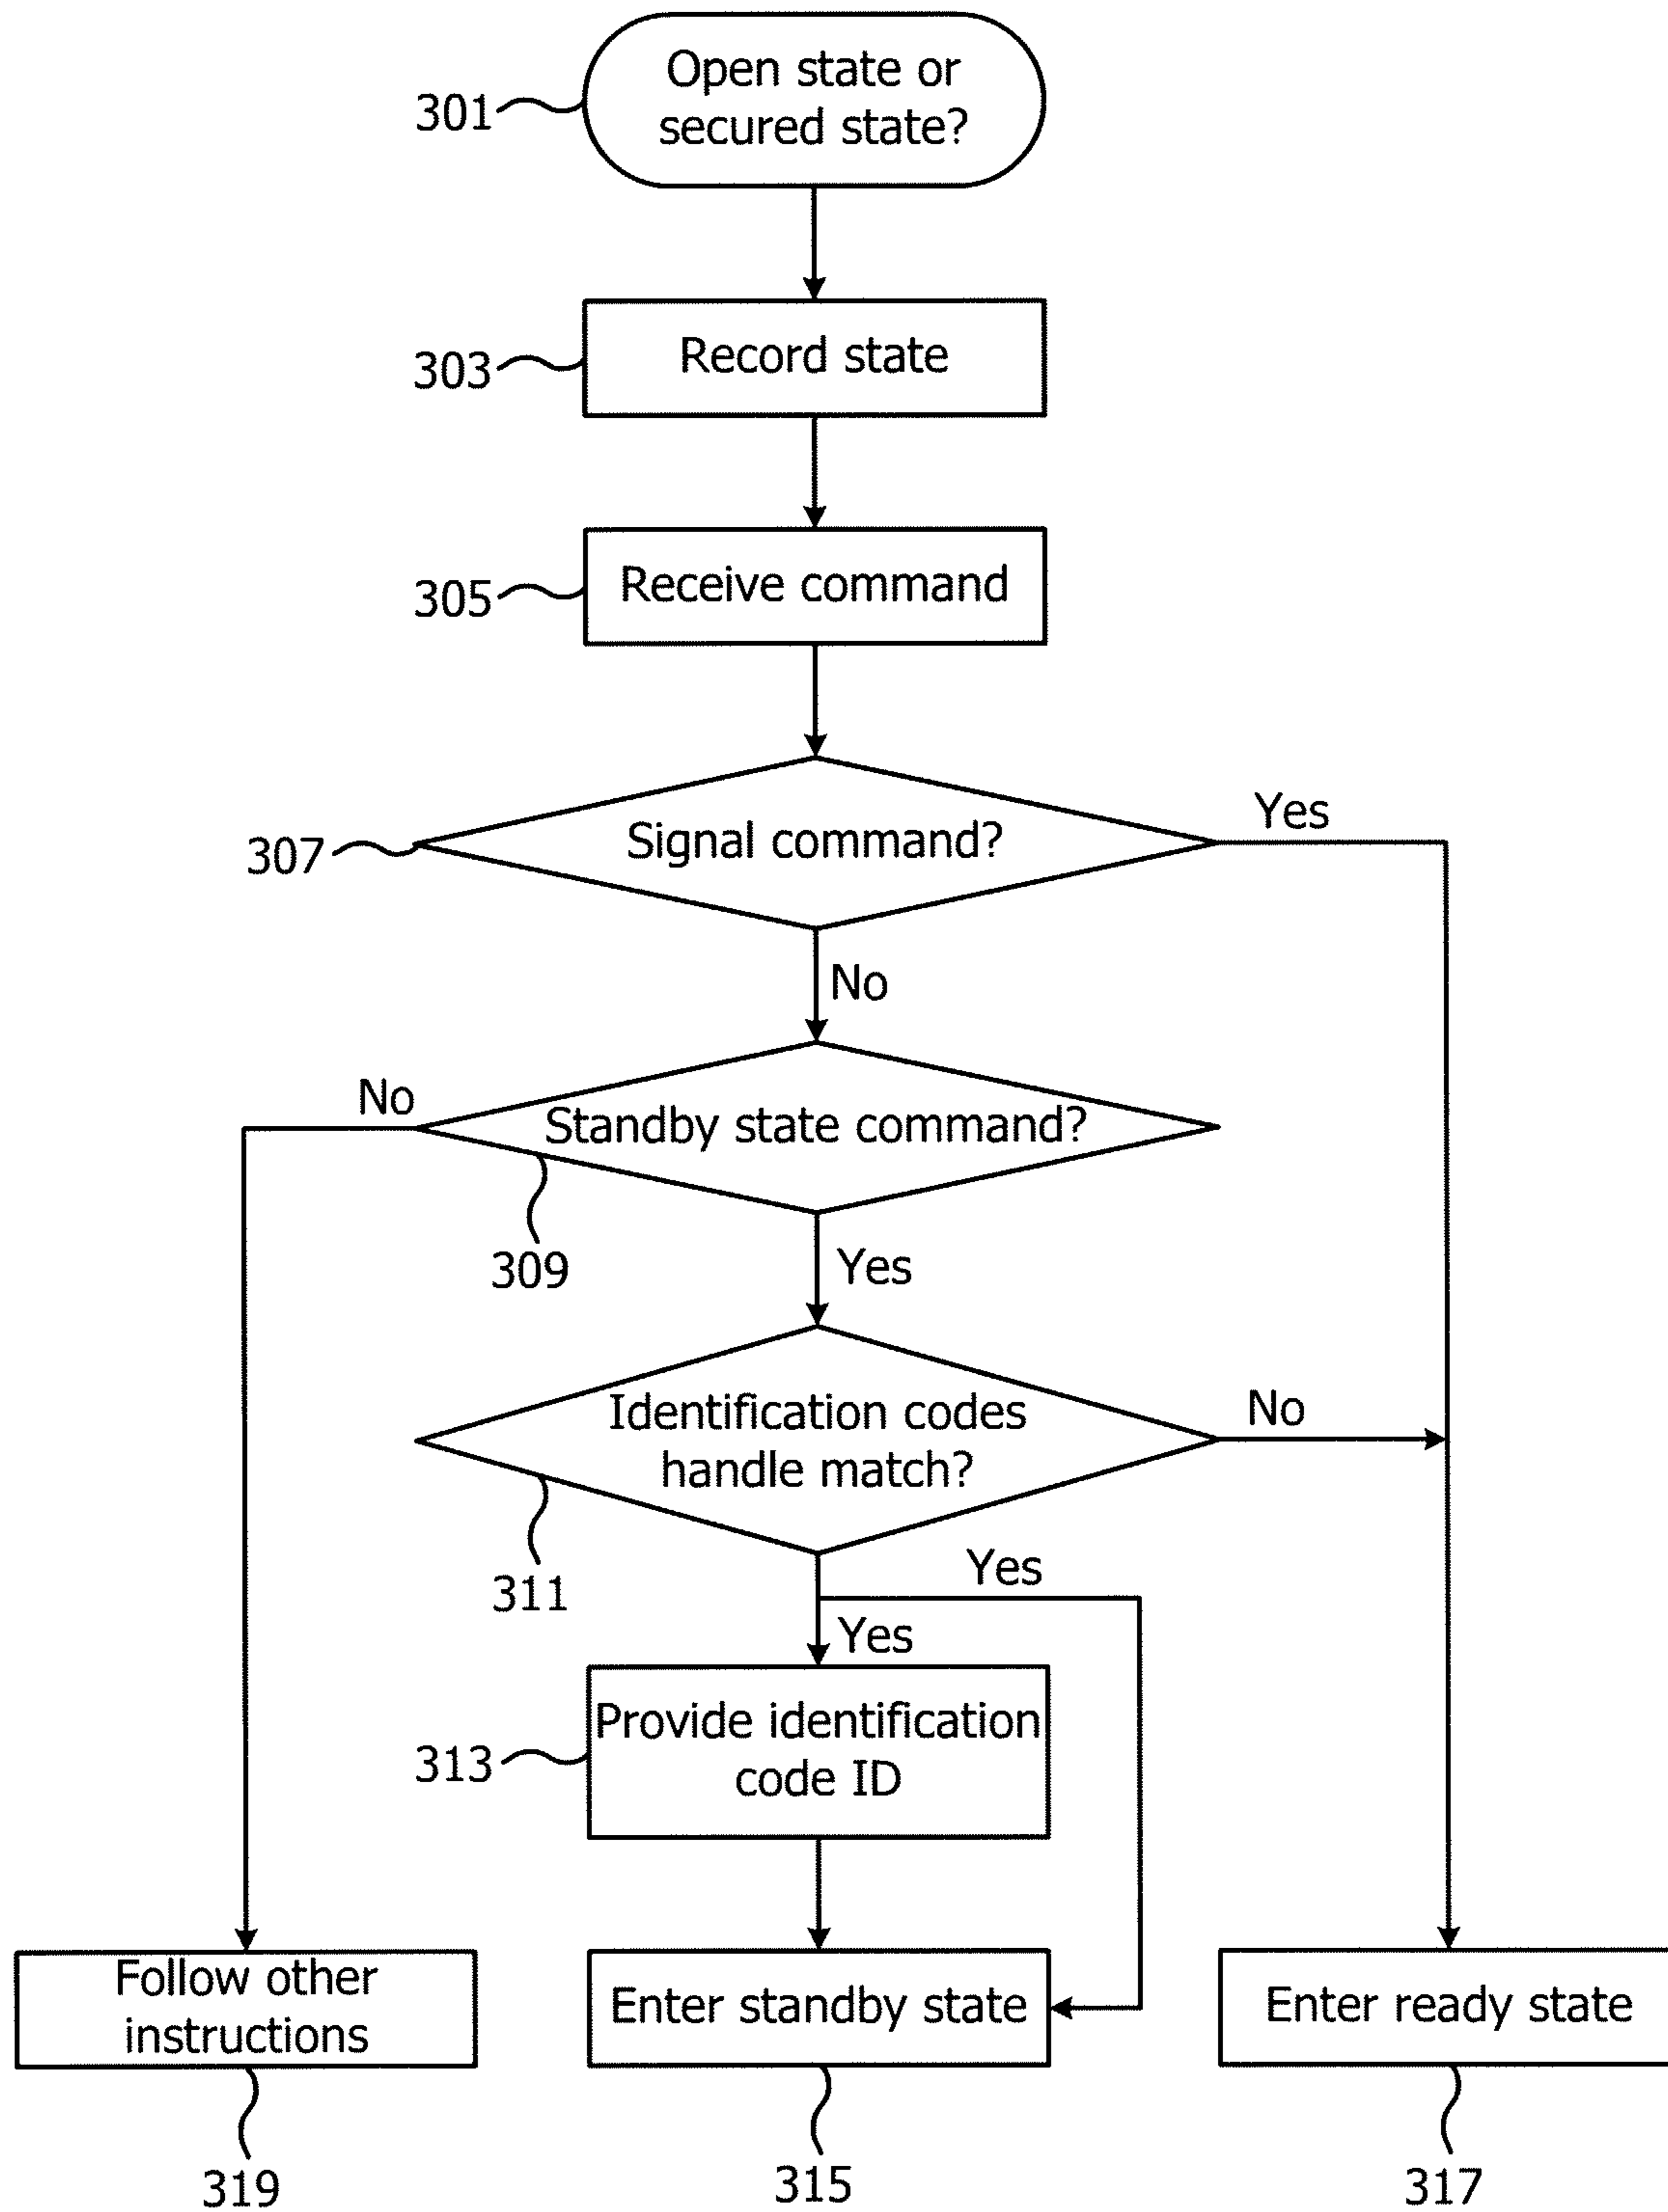 Open state or
secured state?
301
Record state
303
Receive command
305
Signal command?
307
Yes
No
Standby state command?
No
309
Yes
Identification codes
handle match?
No
311
Yes
Yes
Provide identification
code ID
313
Follow other
instructions
Enter standby state
Enter ready state
319
315
317